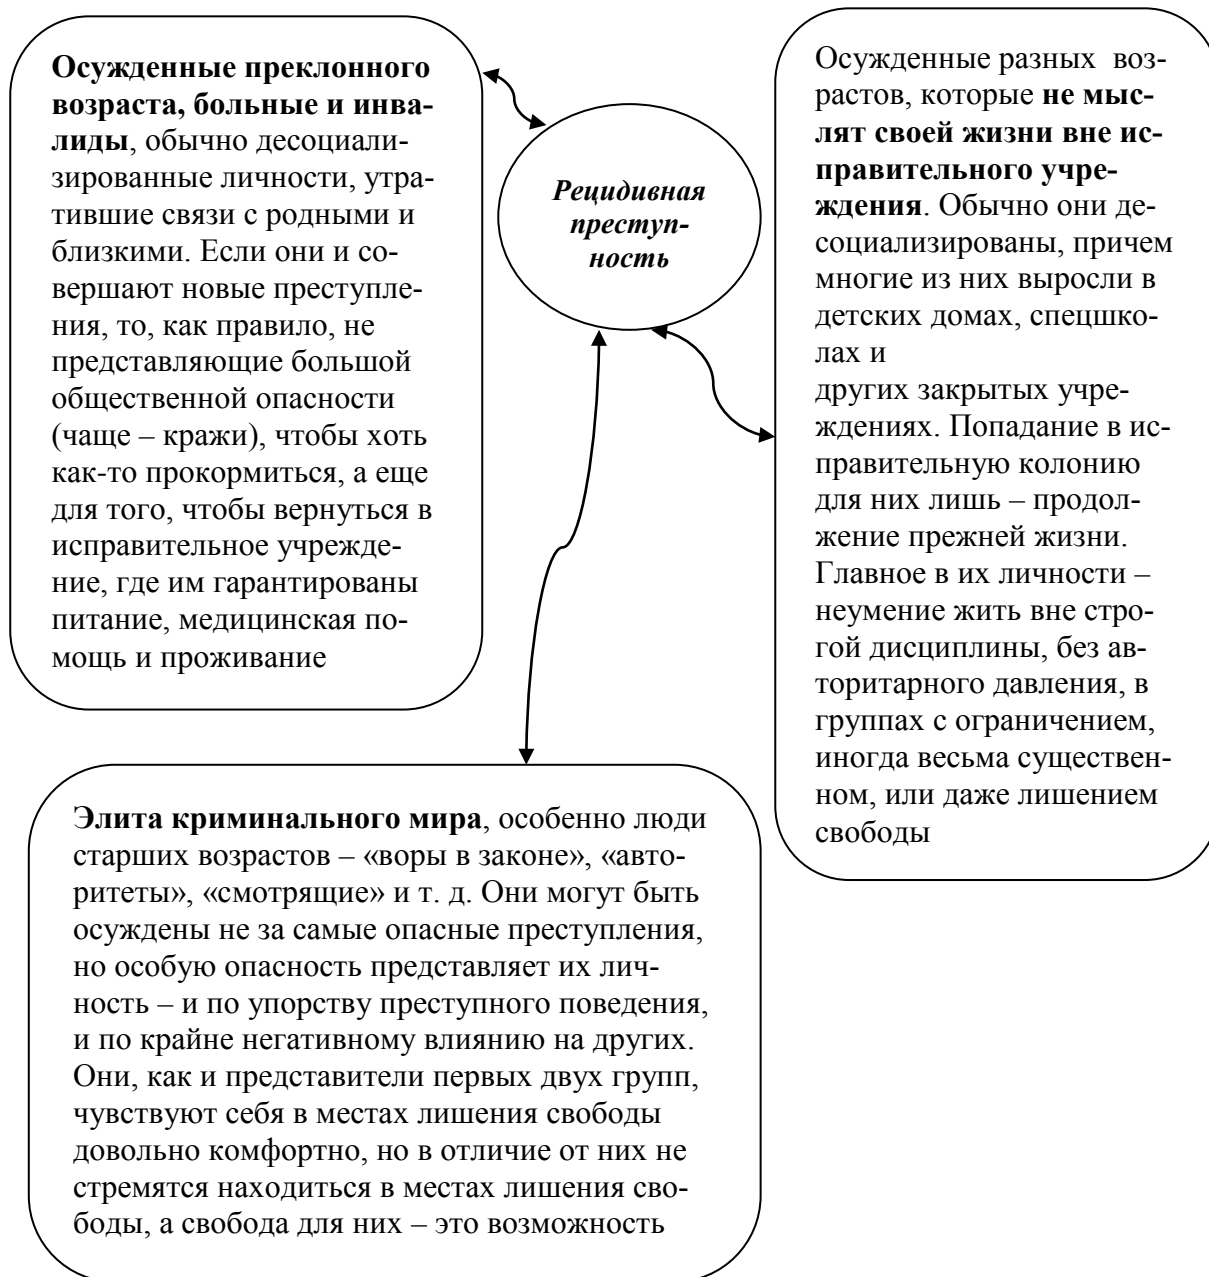 Осужденные преклонного
возраста, больные и инва-
лиды, обычно десоциали-
зированные личности, утра-
тившие связи с родными и
близкими. Если они и со-
вершают новые преступле-
ния, то, как правило, не
представляющие большой
общественной опасности
(чаще – кражи), чтобы хоть
как-то прокормиться, а еще
для того, чтобы вернуться в
исправительное учрежде-
ние, где им гарантированы
питание, медицинская по-
мощь и проживание
Рецидивная
преступ-
ность
Осужденные разных  воз-
растов, которые не мыс-
лят своей жизни вне ис-
правительного учре-
ждения. Обычно они де-
социализированы, причем
многие из них выросли в
детских домах, спецшко-
лах и
других закрытых учре-
ждениях. Попадание в ис-
правительную колонию
для них лишь – продол-
жение прежней жизни.
Главное в их личности –
неумение жить вне стро-
гой дисциплины, без ав-
торитарного давления, в
группах с ограничением,
иногда весьма существен-
ном, или даже лишением
свободы
Элита криминального мира, особенно люди
старших возрастов – «воры в законе», «авто-
ритеты», «смотрящие» и т. д. Они могут быть
осуждены не за самые опасные преступления,
но особую опасность представляет их лич-
ность – и по упорству преступного поведения,
и по крайне негативному влиянию на других.
Они, как и представители первых двух групп,
чувствуют себя в местах лишения свободы
довольно комфортно, но в отличие от них не
стремятся находиться в местах лишения сво-
боды, а свобода для них – это возможность